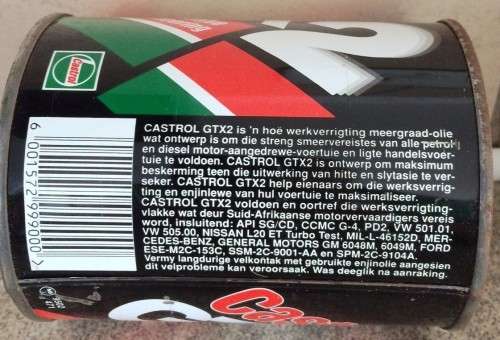 Castrol
2
CASTROL GTX2 is 'n hoë werkverrigting meergraad-olie
wat ontwerp is om die streng smeervereistes van alle petrol
en diesel motor-aangedrewe-voertuie en ligte handelsvoer-
tuie te voldoen. CASTROL GTX2 is ontwerp om maksimum
beskerming teen die uitwerking van hitte en slytasie te ver-
seker. CASTROL GTX2 help eienaars om die werksverrig-
ting en enjinlewe van hul voertuie te maksimaliseer.
CASTROL GTX2 voldoen en oortref die werksverrigting-
vlakke wat deur Suid-Afrikaanse motorvervaardigers vereis
word, insluitend: API SG/CD, CCMC G-4, PD2, VW 501.01,
VW 505.00, NISSAN L20 ET Turbo Test, MIL-L-46152D, MER-
CEDES-BENZ, GENERAL MOTORS GM 6048M, 6049M, FORD
ESE-M2C-153C, SSM-2C-9001-AA en SPM-2C-9104A.
Vermy langdurige velkontak met gebruikte enjinolie aangesien
dit velprobleme kan veroorsaak. Was deeglik na aanraking.
6 001572 999000
Cas